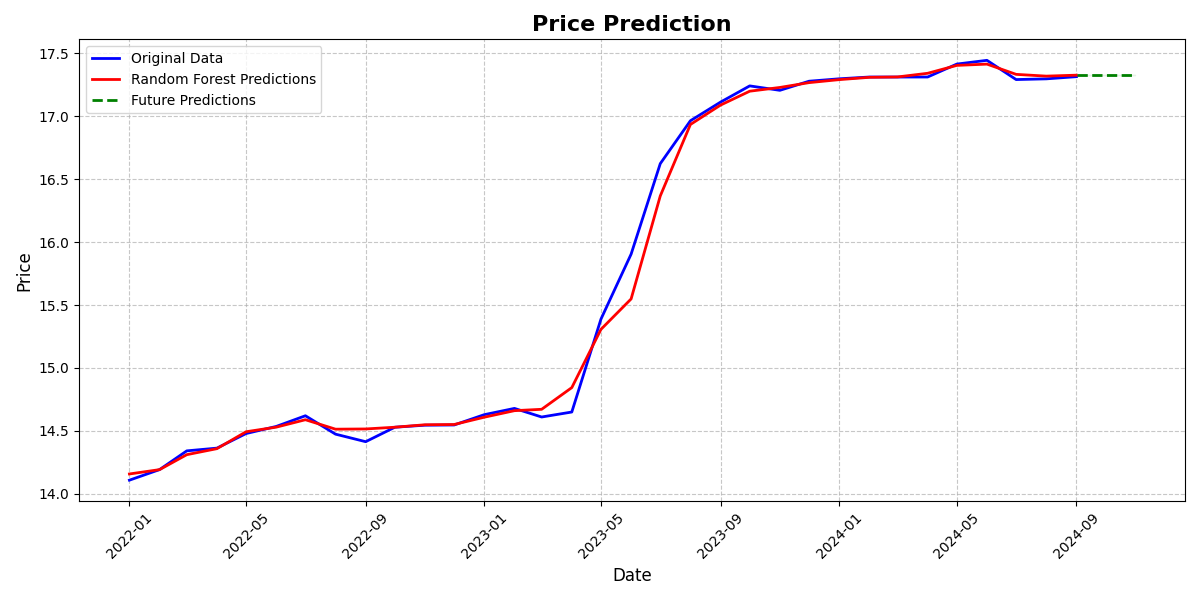 Price Prediction
Original Data
Random Forest Predictions
Future Predictions
Price
17.5
17.0
16.5
16.0
15.5
15.0
14.5
14.0
2022-01
2022-05
2022-09
2023-01
2023-05
2023-09
2024-01
2024-05
2024-09
Date